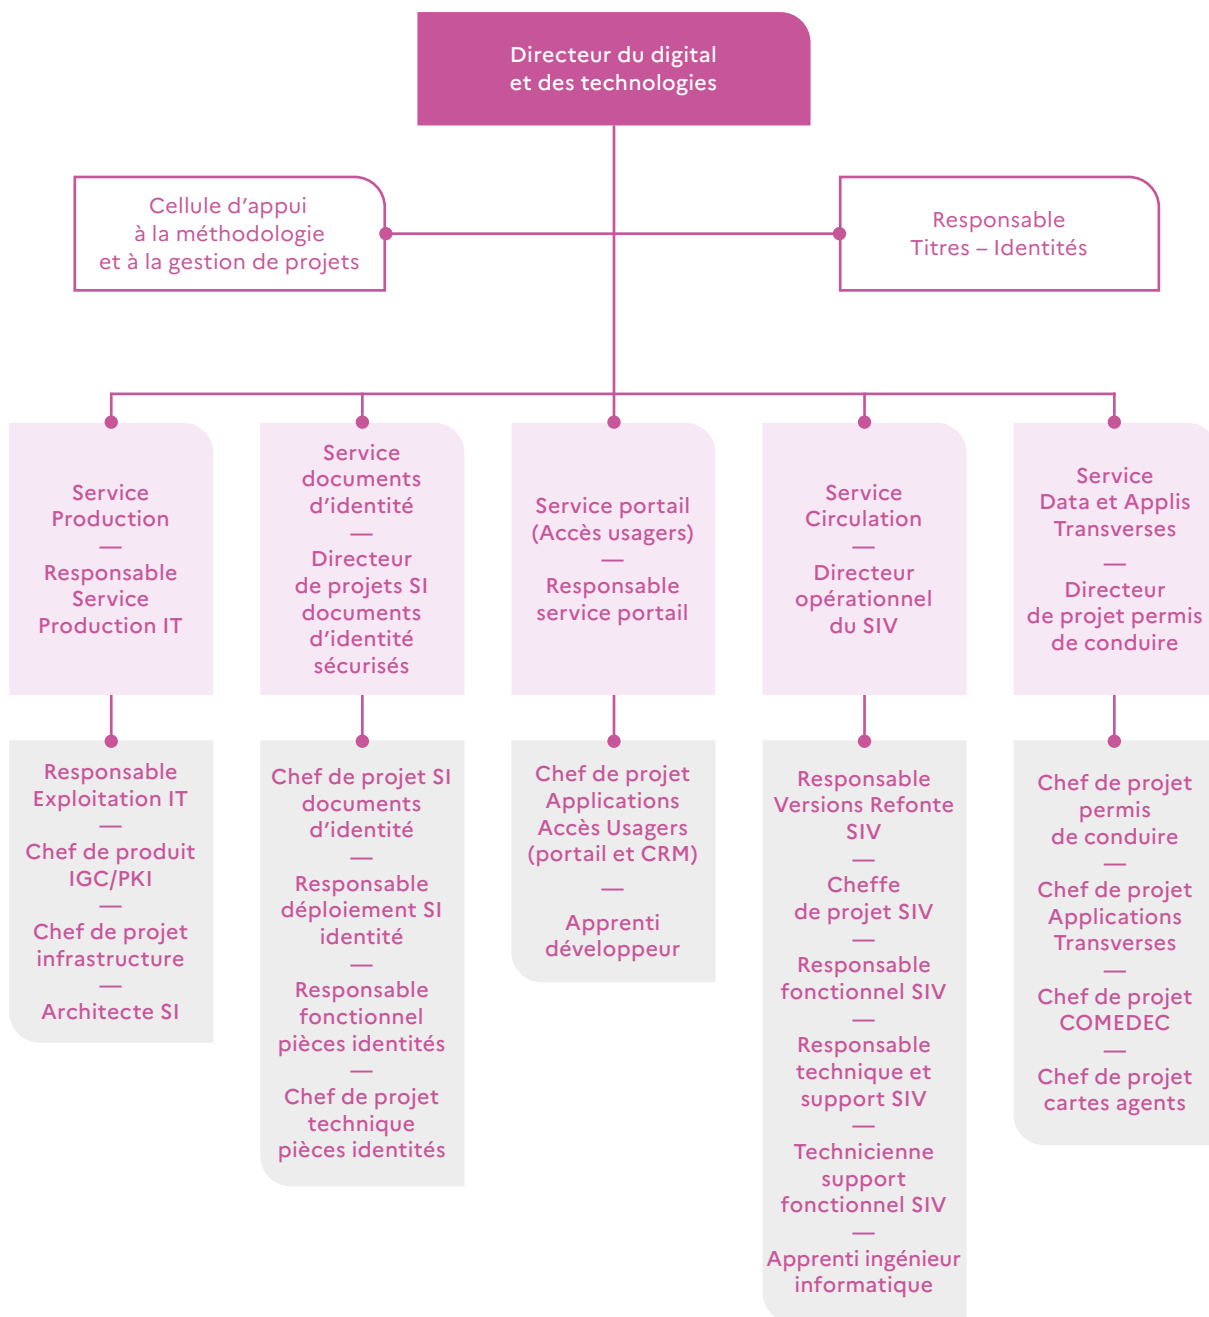 Directeur du digital
et des technologies
Cellule d’appui
à la méthodologie
et à la gestion de projets
Responsable
Titres – Identités
Service
Production
—
Responsable
Service
Production IT
Service
documents
d’identité
—
Directeur
de projets SI
documents
d’identité
sécurisés
Service portail
(Accès usagers)
—
Responsable
service portail
Service
Circulation
—
Directeur
opérationnel
du SIV
Service
Data et Applis
Transverses
—
Directeur
de projet permis
de conduire
Responsable
Exploitation IT
—
Chef de produit
IGC/PKI
—
Chef de projet
infrastructure
—
Architecte SI
Chef de projet SI
documents
d’identité
—
Responsable
déploiement SI
identité
—
Responsable
fonctionnel
pièces identités
—
Chef de projet
technique
pièces identités
Chef de projet
Applications
Accès Usagers
(portail et CRM)
—
Apprenti
développeur
Responsable
Versions Refonte
SIV
—
Cheffe
de projet SIV
—
Responsable
fonctionnel SIV
—
Responsable
technique et
support SIV
—
Technicienne
support
fonctionnel SIV
—
Apprenti ingénieur
informatique
Chef de projet
permis
de conduire
—
Chef de projet
Applications
Transverses
—
Chef de projet
COMEDEC
—
Chef de projet
cartes agents